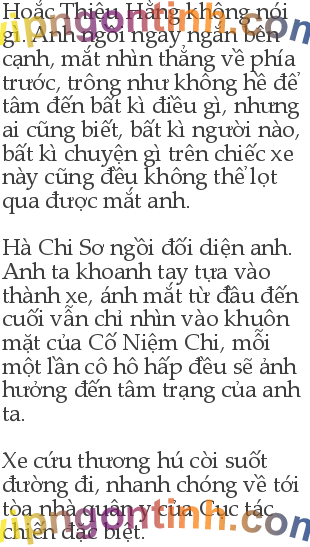 Hoắc Thiệu Hằng không nói
gì. Anh ngồi ngay ngắn bên
cạnh, mắt nhìn thẳng về phía
trước, trông như không hề để
tâm đến bất kì điều gì, nhưng
ai cũng biết, bất kì người nào,
bất kì chuyện gì trên chiếc xe
này cũng đều không thể lọt
qua được mắt anh.
Hà Chi Sơ ngồi đối diện anh.
Anh ta khoanh tay tựa vào
thành xe, ánh mắt từ đầu đến
cuối vẫn chỉ nhìn vào khuôn
mặt của Cố Niệm Chi, mỗi
một lần cô hô hấp đều sẽ ảnh
hưởng đến tâm trạng của anh
ta.
Xe cứu thương hú còi suốt
đường đi, nhanh chóng về tới
tòa nhà quân y của Cục tác
chiến đặc biệt.